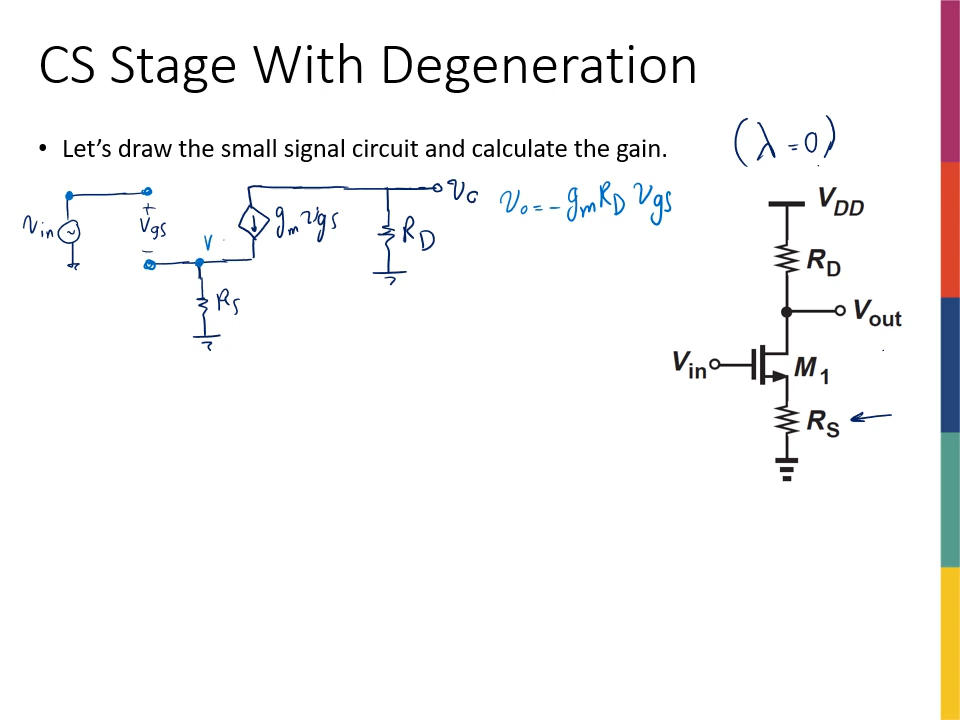 CS Stage With Degeneration
• Let's draw the small signal circuit and calculate the gain.
(λ = 0)
vin
+
vgs
−
V
gm vgs
RD
vo
RS
vo = − gm RD vgs
VDD
RD
Vout
Vin
M1
RS